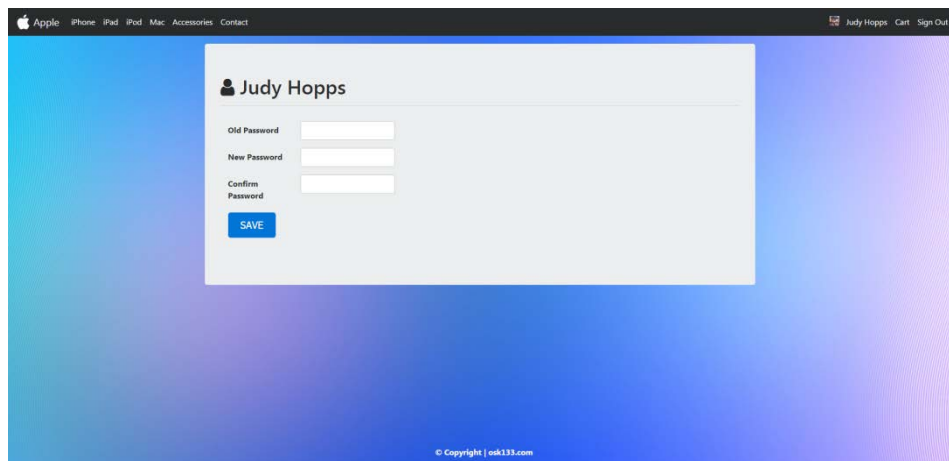 Apple iPhone iPad iPod Mac Accessories Contact Judy Hopps Cart Sign Out
Judy Hopps
Old Password
New Password
Confirm
Password
SAVE
© Copyright | osk133.com